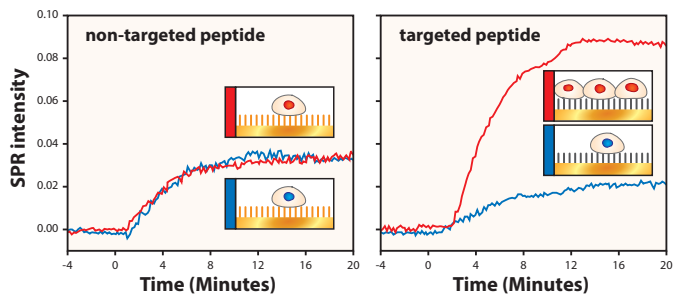 non-targeted peptide
targeted peptide
SPR intensity
0.10
0.08
0.06
0.04
0.02
0.00
-4 0 4 8 12 16 20
-4 0 4 8 12 16 20
Time (Minutes)
Time (Minutes)